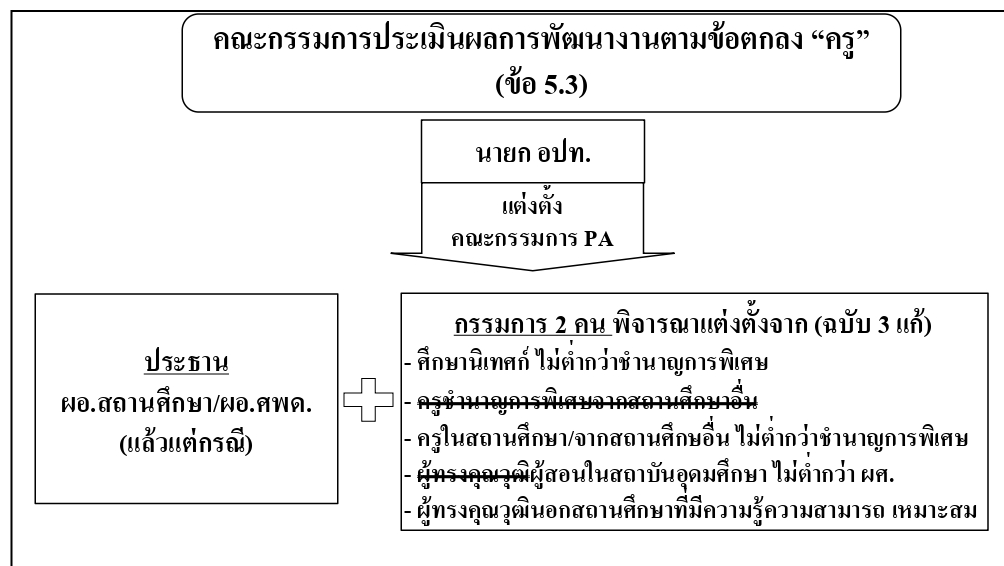 คณะกรรมการประเมินผลการพัฒนางานตามข้อตกลง “ครู”
(ข้อ 5.3)
นายก อปท.
แต่งตั้ง
คณะกรรมการ PA
ประธาน
ผอ.สถานศึกษา/ผอ.ศพด.
(แล้วแต่กรณี)
กรรมการ 2 คน พิจารณาแต่งตั้งจาก (ฉบับ 3 แก้)
- ศึกษานิเทศก์ ไม่ต่ำกว่าชำนาญการพิเศษ
- ครูชำนาญการพิเศษจากสถานศึกษาอื่น
- ครูในสถานศึกษา/จากสถานศึกษอื่น ไม่ต่ำกว่าชำนาญการพิเศษ
- ผู้ทรงคุณวุฒิผู้สอนในสถาบันอุดมศึกษา ไม่ต่ำกว่า ผศ.
- ผู้ทรงคุณวุฒินอกสถานศึกษาที่มีความรู้ความสามารถ เหมาะสม